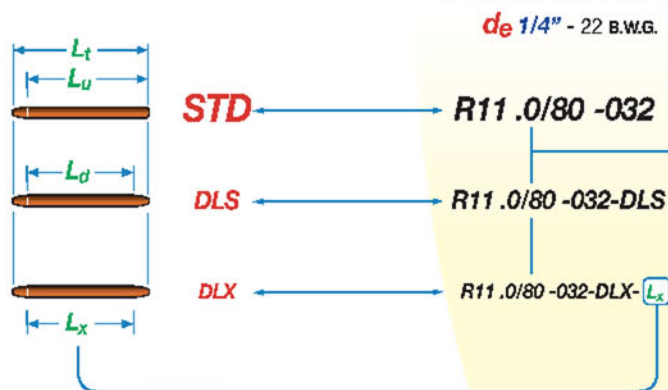 de 1/4" - 22 B.W.G.
Lt
Lu
STD R11 .0/80 -032
Ld
DLS R11 .0/80 -032-DLS
DLX R11 .0/80 -032-DLX- Lx
Lx